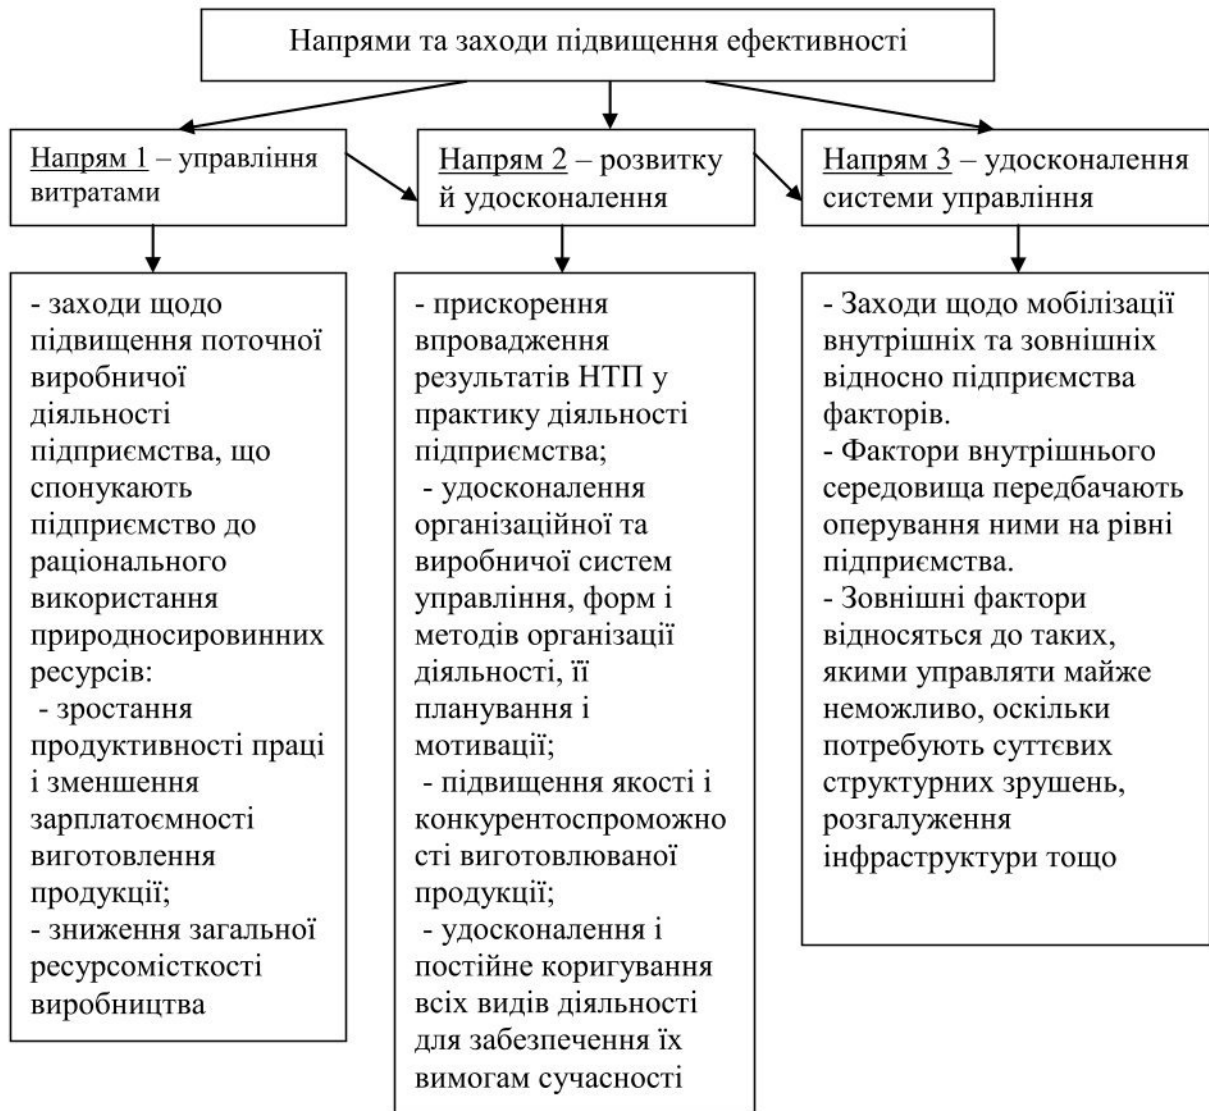 Напрями та заходи підвищення ефективності
Напрям 1 – управління
витратами
Напрям 2 – розвитку
й удосконалення
Напрям 3 – удосконалення
системи управління
- заходи щодо
підвищення поточної
виробничої
діяльності
підприємства, що
спонукають
підприємство до
раціонального
використання
природносировинних
ресурсів:
- зростання
продуктивності праці
і зменшення
зарплатоємності
виготовлення
продукції;
- зниження загальної
ресурсомісткості
виробництва
- прискорення
впровадження
результатів НТП у
практику діяльності
підприємства;
- удосконалення
організаційної та
виробничої систем
управління, форм і
методів організації
діяльності, її
планування і
мотивації;
- підвищення якості і
конкурентоспроможно
сті виготовлюваної
продукції;
- удосконалення і
постійне коригування
всіх видів діяльності
для забезпечення їх
вимогам сучасності
- Заходи щодо мобілізації
внутрішніх та зовнішніх
відносно підприємства
факторів.
- Фактори внутрішнього
середовища передбачають
оперування ними на рівні
підприємства.
- Зовнішні фактори
відносяться до таких,
якими управляти майже
неможливо, оскільки
потребують суттєвих
структурних зрушень,
розгалуження
інфраструктури тощо